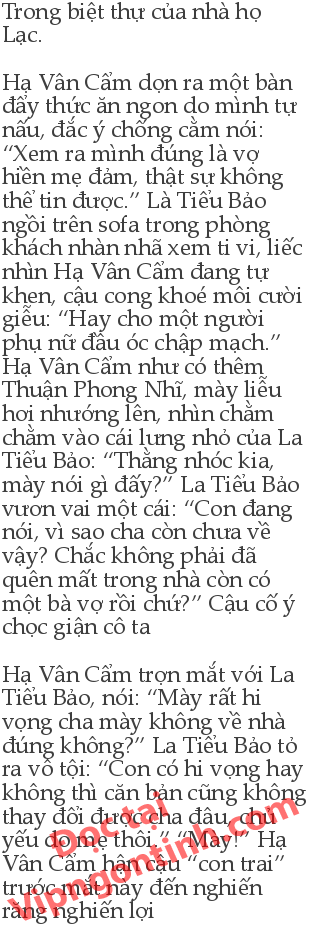 Trong biệt thự của nhà họ
Lạc.
Hạ Vân Cẩm dọn ra một bàn
đẩy thức ăn ngon do mình tự
nấu, đắc ý chống cằm nói:
“Xem ra mình đúng là vợ
hiền mẹ đảm, thật sự không
thể tin được.” Là Tiểu Bảo
ngồi trên sofa trong phòng
khách nhàn nhã xem ti vi, liếc
nhìn Hạ Vân Cẩm đang tự
khen, cậu cong khoé môi cười
giễu: “Hay cho một người
phụ nữ đầu óc chập mạch.”
Hạ Vân Cẩm như có thêm
Thuận Phong Nhĩ, mày liễu
hơi nhướng lên, nhìn chằm
chằm vào cái lưng nhỏ của La
Tiểu Bảo: “Thằng nhóc kia,
mày nói gì đấy?” La Tiểu Bảo
vươn vai một cái: “Con đang
nói, vì sao cha còn chưa về
vậy? Chắc không phải đã
quên mất trong nhà còn có
một bà vợ rồi chứ?” Cậu cố ý
chọc giận cô ta
Hạ Vân Cẩm trợn mắt với La
Tiểu Bảo, nói: “Mày rất hi
vọng cha mày không về nhà
đúng không?” La Tiểu Bảo tỏ
ra vô tội: “Con có hi vọng hay
không thì căn bản cũng không
thay đổi được cha đâu, chủ
yếu do mẹ thôi.” “Mày!” Hạ
Vân Cẩm hận cậu “con trai”
trước mắt này đến nghiến
răng nghiến lợi
Đọc tại
Vipngontinh.com